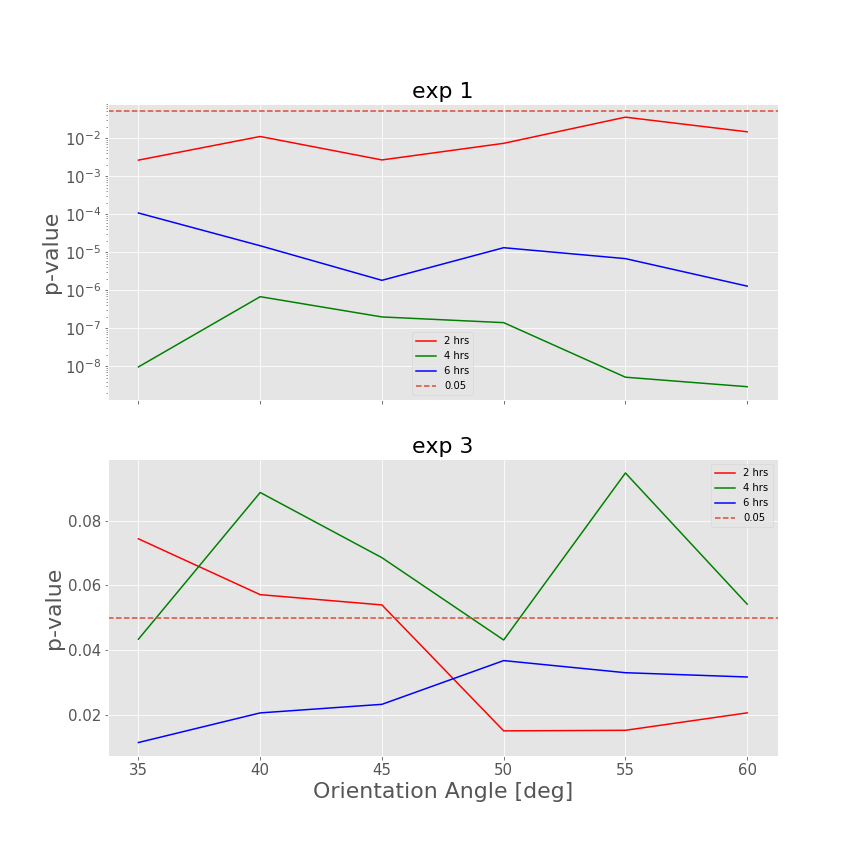 exp 1
p-value
10⁻²
10⁻³
10⁻⁴
10⁻⁵
10⁻⁶
10⁻⁷
10⁻⁸
2 hrs
4 hrs
6 hrs
0.05
exp 3
p-value
0.08
0.06
0.04
0.02
2 hrs
4 hrs
6 hrs
0.05
35 40 45 50 55 60
Orientation Angle [deg]